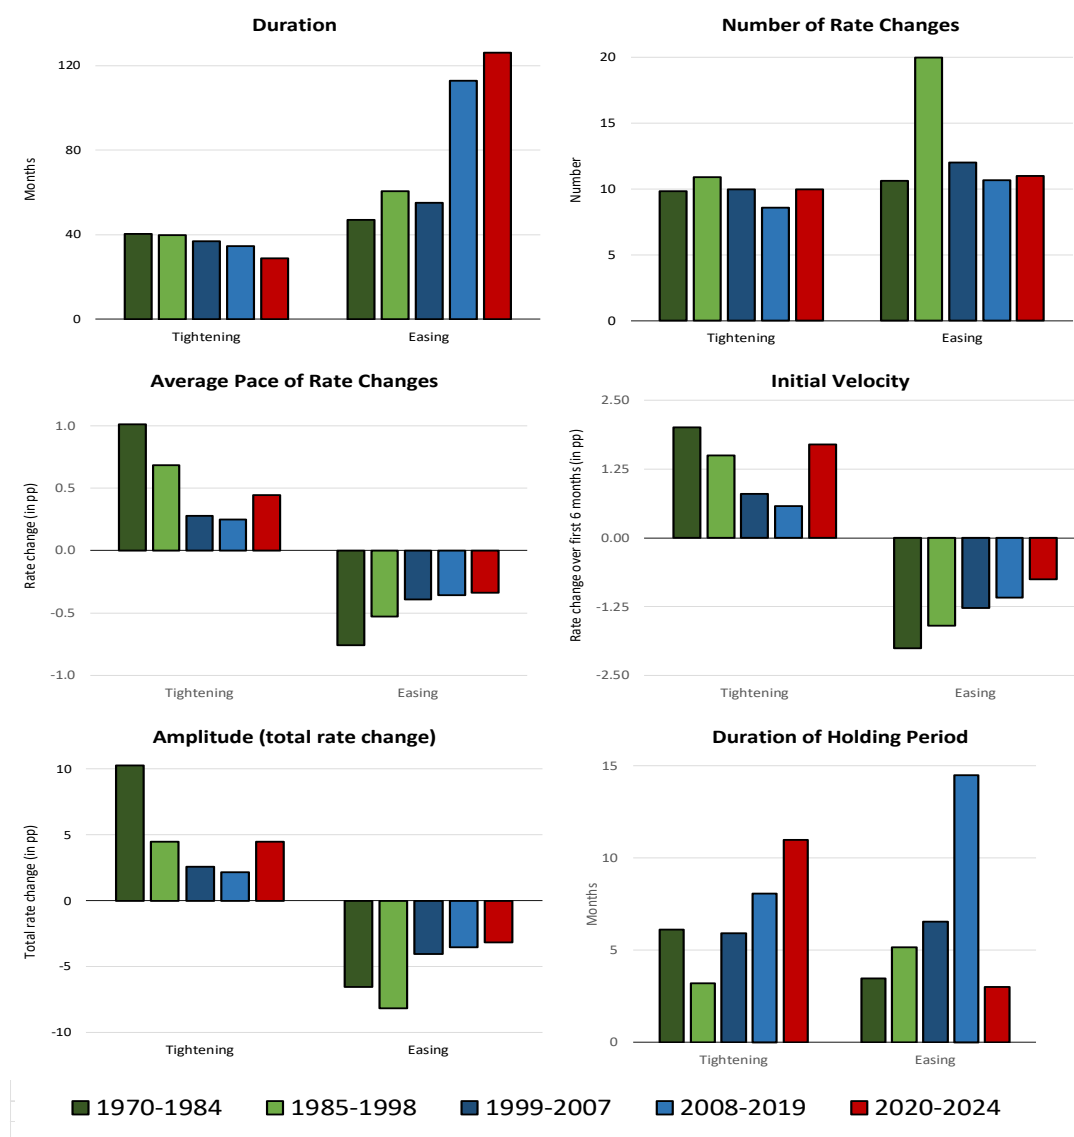 Duration
Months
120
80
40
0
Tightening
Easing
Number of Rate Changes
Number
20
15
10
5
0
Tightening
Easing
Average Pace of Rate Changes
Rate change (in pp)
1.0
0.5
0.0
-0.5
-1.0
Tightening
Easing
Initial Velocity
Rate change over first 6 months (in pp)
2.50
1.25
0.00
-1.25
-2.50
Tightening
Easing
Amplitude (total rate change)
Total rate change (in pp)
10
5
0
-5
-10
Tightening
Easing
Duration of Holding Period
Months
15
10
5
0
Tightening
Easing
1970-1984
1985-1998
1999-2007
2008-2019
2020-2024